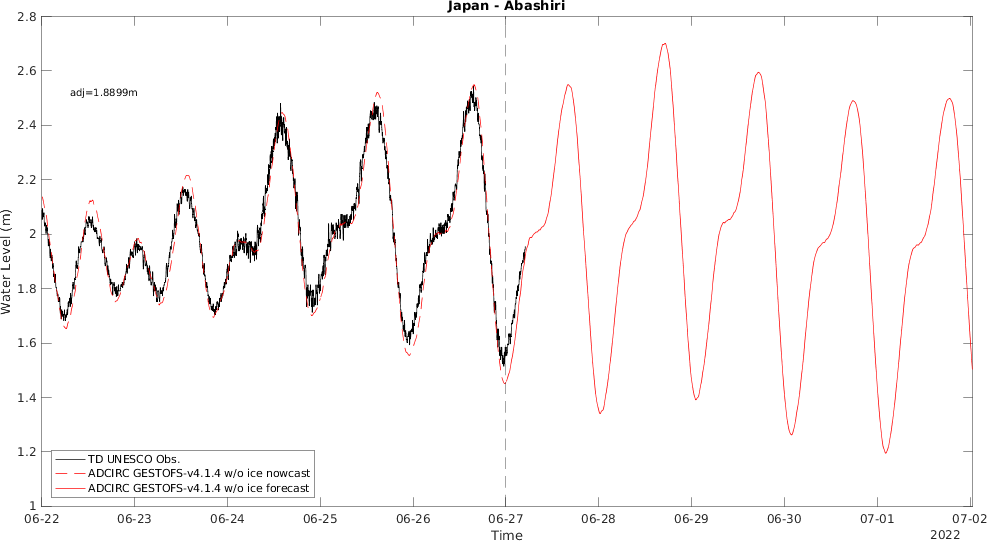 Japan - Abashiri
2.8
2.6
adj=1.8899m
2.4
2.2
2
1.8
1.6
1.4
1.2
1
Water Level (m)
TD UNESCO Obs.
ADCIRC GESTOFS-v4.1.4 w/o ice nowcast
ADCIRC GESTOFS-v4.1.4 w/o ice forecast
06-22 06-23 06-24 06-25 06-26 06-27 06-28 06-29 06-30 07-01 07-02
Time
2022